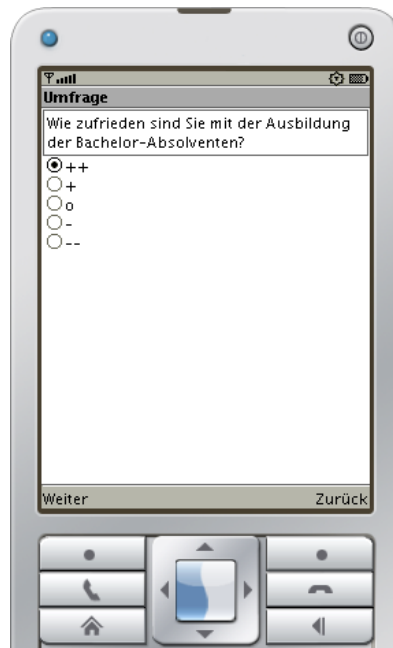 Umfrage
Wie zufrieden sind Sie mit der Ausbildung
der Bachelor-Absolventen?
++
+
o
-
--
Weiter Zurück